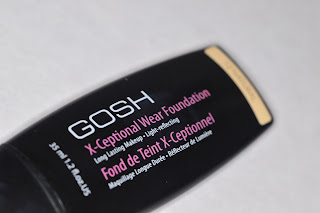 GOSH
X-Ceptional Wear Foundation
Long Lasting Makeup - Light-reflecting
Fond de Teint X-Ceptionnel
Maquillage Longue Durée - Réflecteur de Lumière
35 ml 1.2 fl.oz.US